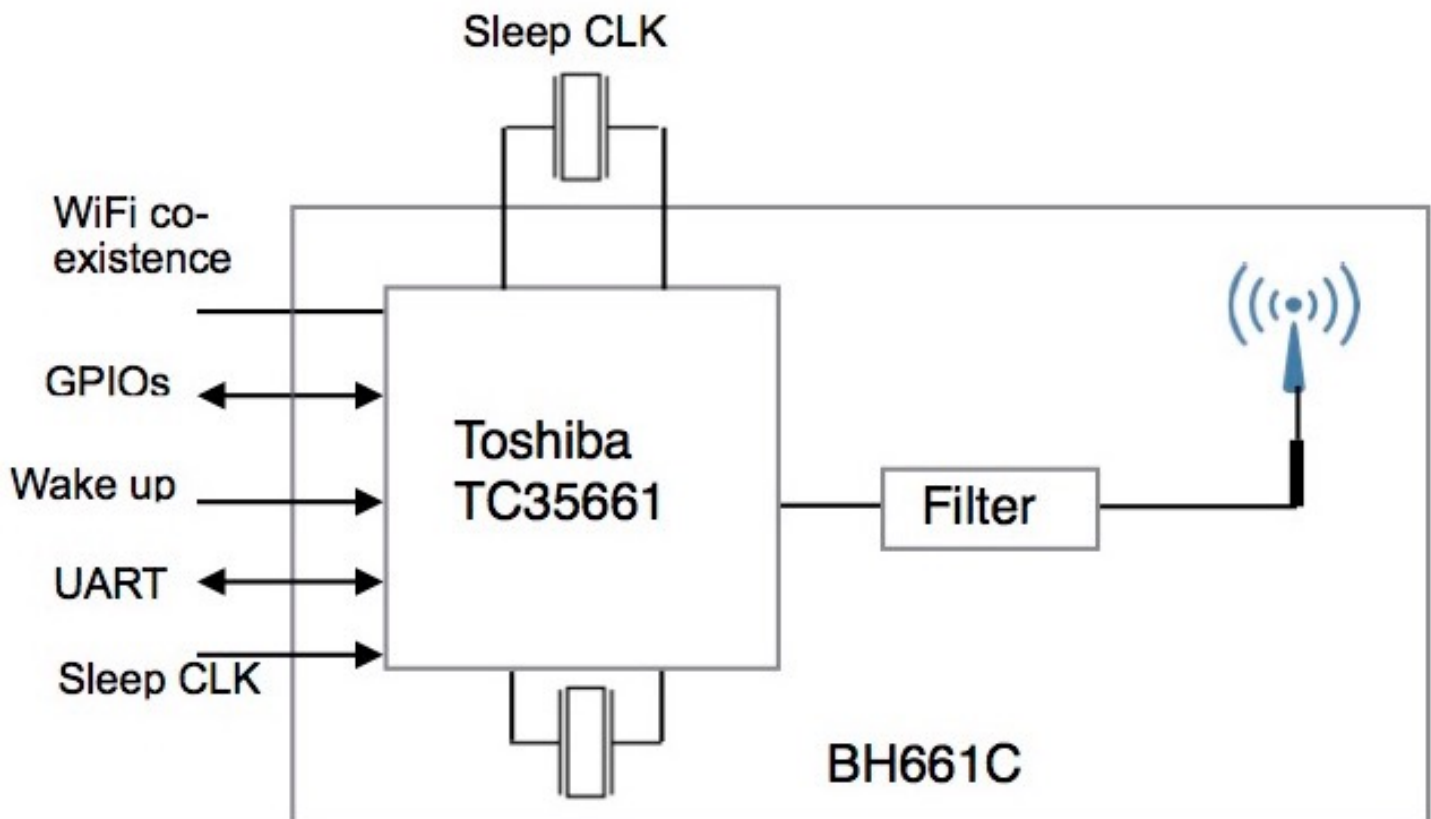 Sleep CLK
WiFi co-
existence
GPIOs
Wake up
UART
Sleep CLK
Toshiba
TC35661
Filter
BH661C